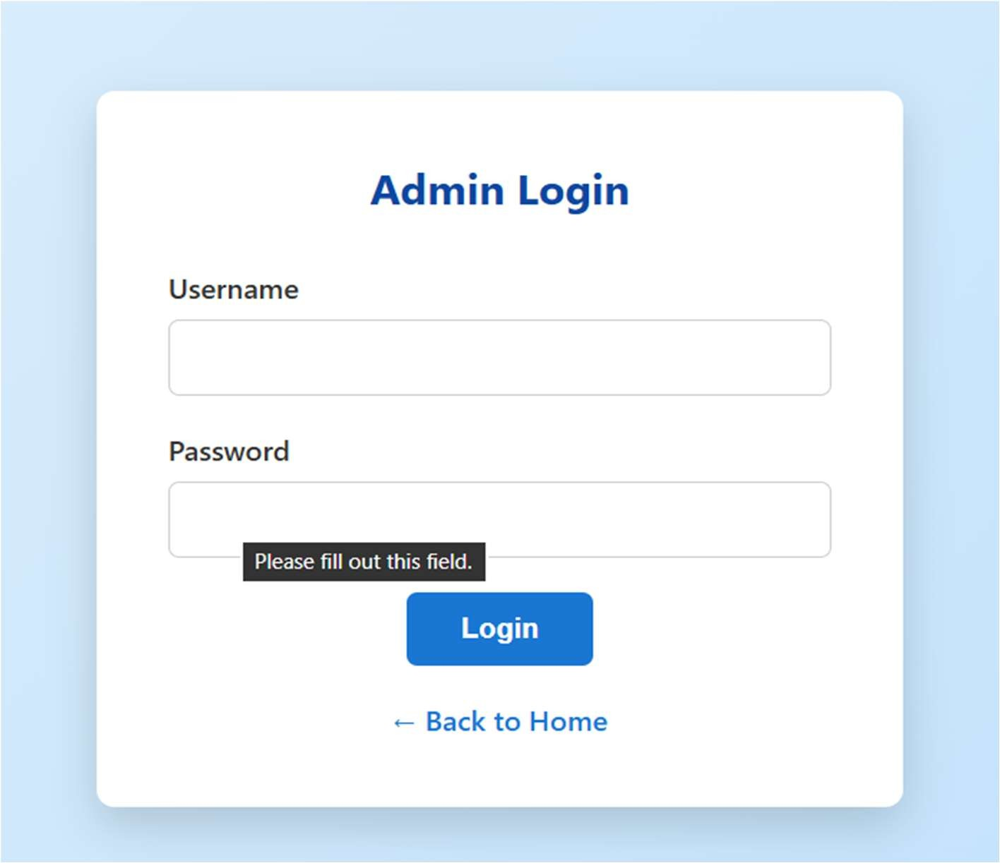 Admin Login
Username
Password
Please fill out this field.
Login
← Back to Home